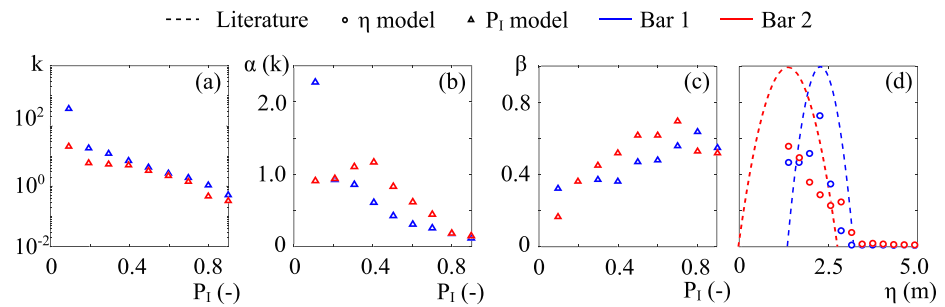 Literature η model P_I model Bar 1 Bar 2
k (a) 10^2 10^0 10^-2 0.4 0.8 P_I (-)
α (k) (b) 2.0 1.0 0 0 0.4 0.8 P_I (-)
β (c) 0.8 0.4 0 0.4 0.8 P_I (-)
(d) 0 2.5 5.0 η (m)